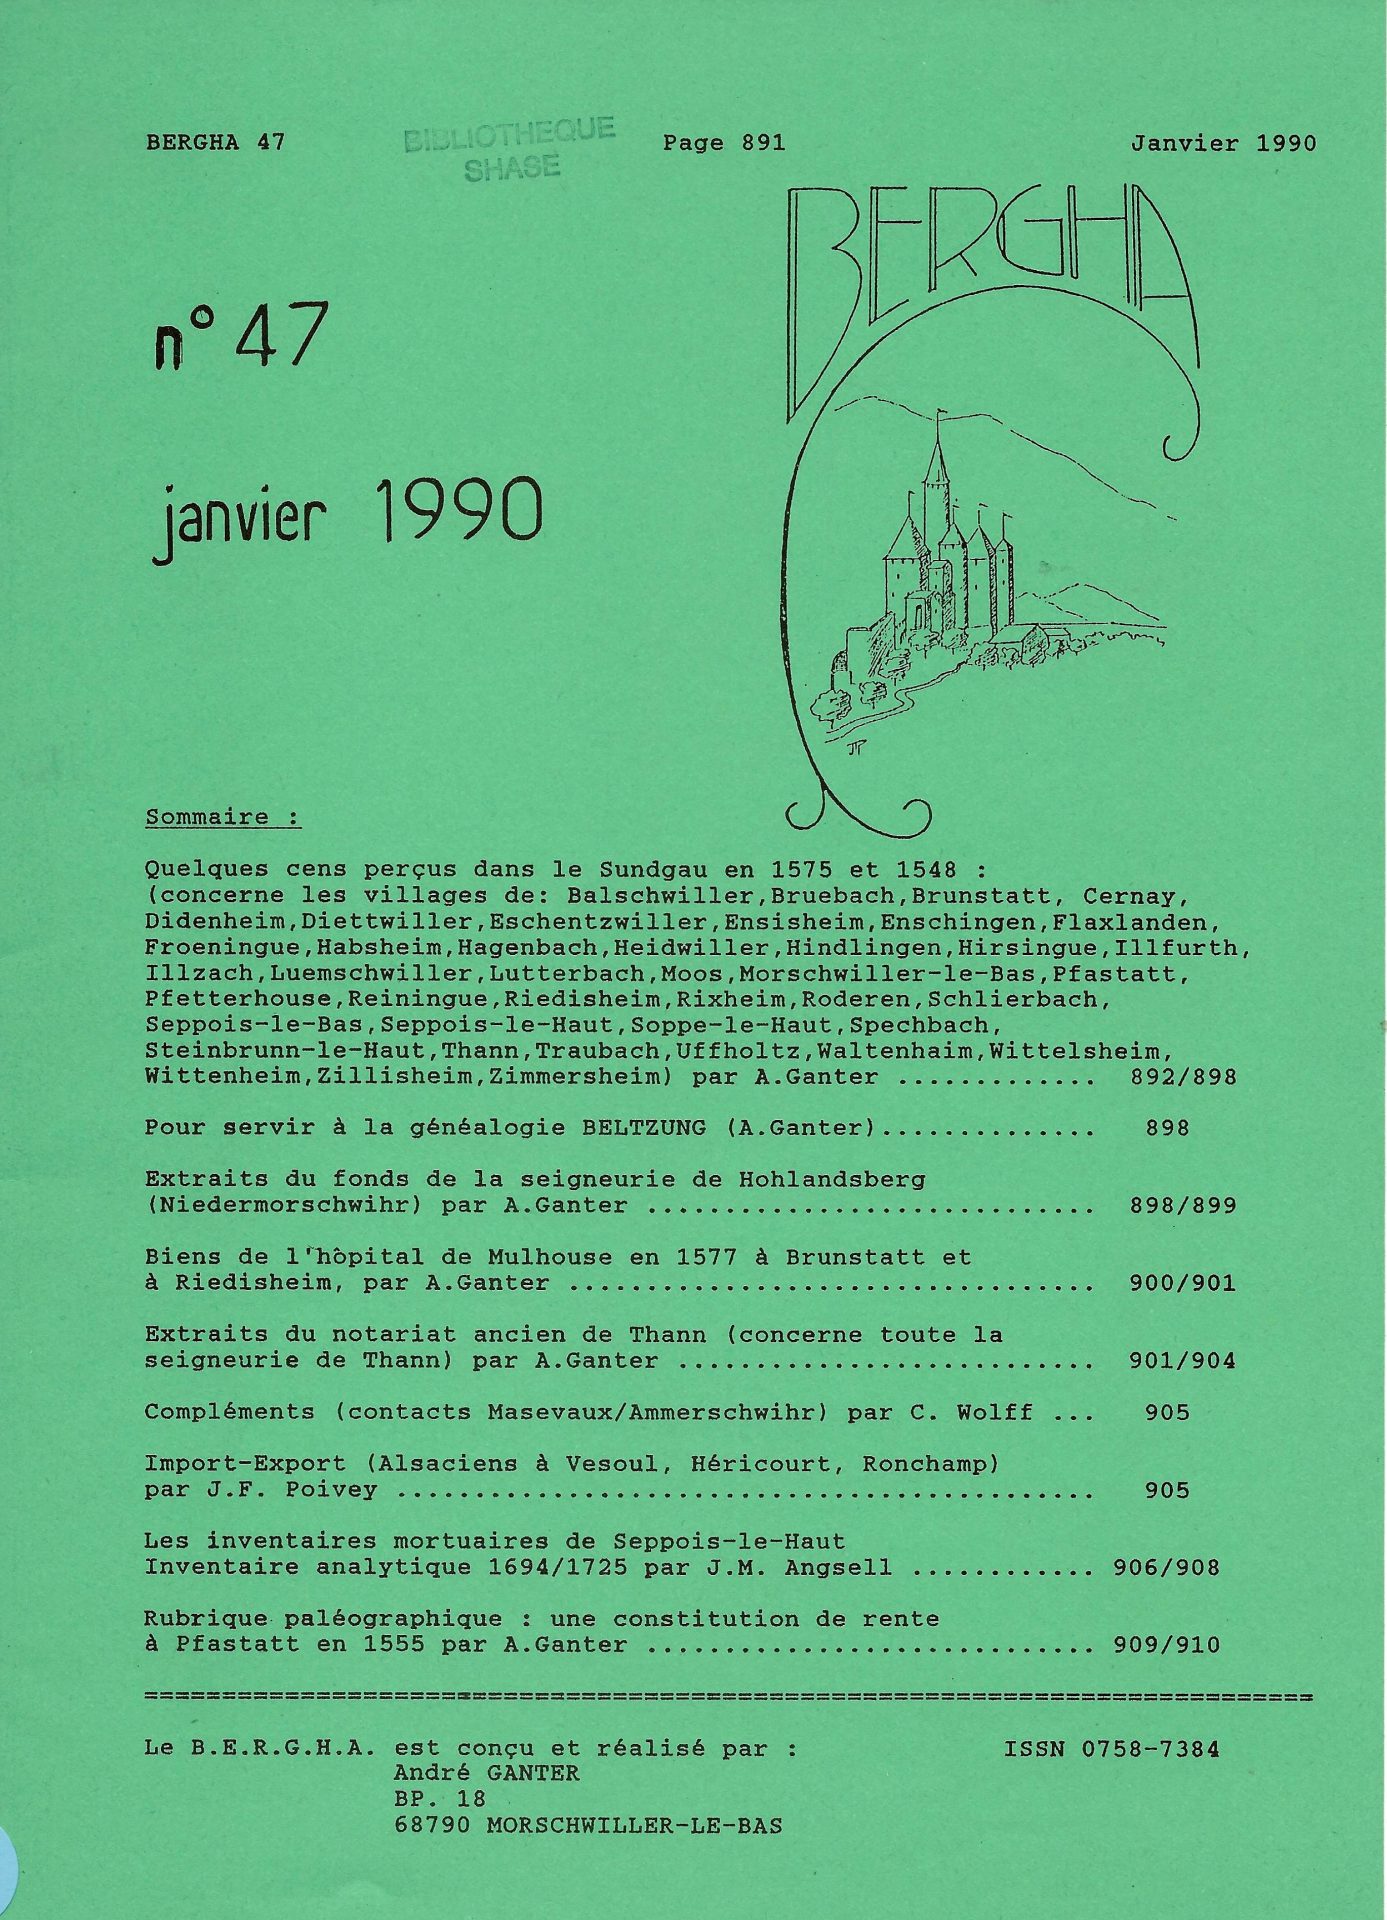 BERGHA 47 BIBLIOTHEQUE Page 891 Janvier 1990
SHASE
BERGHA
n° 47
janvier 1990
JP
Sommaire :
Quelques cens perçus dans le Sundgau en 1575 et 1548 :
(concerne les villages de: Balschwiller,Bruebach,Brunstatt, Cernay,
Didenheim,Diettwiller,Eschentzwiller,Ensisheim,Enschingen,Flaxlanden,
Froeningue,Habsheim,Hagenbach,Heidwiller,Hindlingen,Hirsingue,Illfurth,
Illzach,Luemschwiller,Lutterbach,Moos,Morschwiller-le-Bas,Pfastatt,
Pfetterhouse,Reiningue,Riedisheim,Rixheim,Roderen,Schlierbach,
Seppois-le-Bas,Seppois-le-Haut,Soppe-le-Haut,Spechbach,
Steinbrunn-le-Haut,Thann,Traubach,Uffholtz,Waltenhaim,Wittelsheim,
Wittenheim,Zillisheim,Zimmersheim) par A.Ganter ............. 892/898
Pour servir à la généalogie BELTZUNG (A.Ganter).............. 898
Extraits du fonds de la seigneurie de Hohlandsberg
(Niedermorschwihr) par A.Ganter ............................. 898/899
Biens de l'hôpital de Mulhouse en 1577 à Brunstatt et
à Riedisheim, par A.Ganter .................................. 900/901
Extraits du notariat ancien de Thann (concerne toute la
seigneurie de Thann) par A.Ganter ........................... 901/904
Compléments (contacts Masevaux/Ammerschwihr) par C. Wolff ... 905
Import-Export (Alsaciens à Vesoul, Héricourt, Ronchamp)
par J.F. Poivey ............................................. 905
Les inventaires mortuaires de Seppois-le-Haut
Inventaire analytique 1694/1725 par J.M. Angsell ............ 906/908
Rubrique paléographique : une constitution de rente
à Pfastatt en 1555 par A.Ganter ............................. 909/910
===========================================================================
Le B.E.R.G.H.A. est conçu et réalisé par : ISSN 0758-7384
André GANTER
BP. 18
68790 MORSCHWILLER-LE-BAS